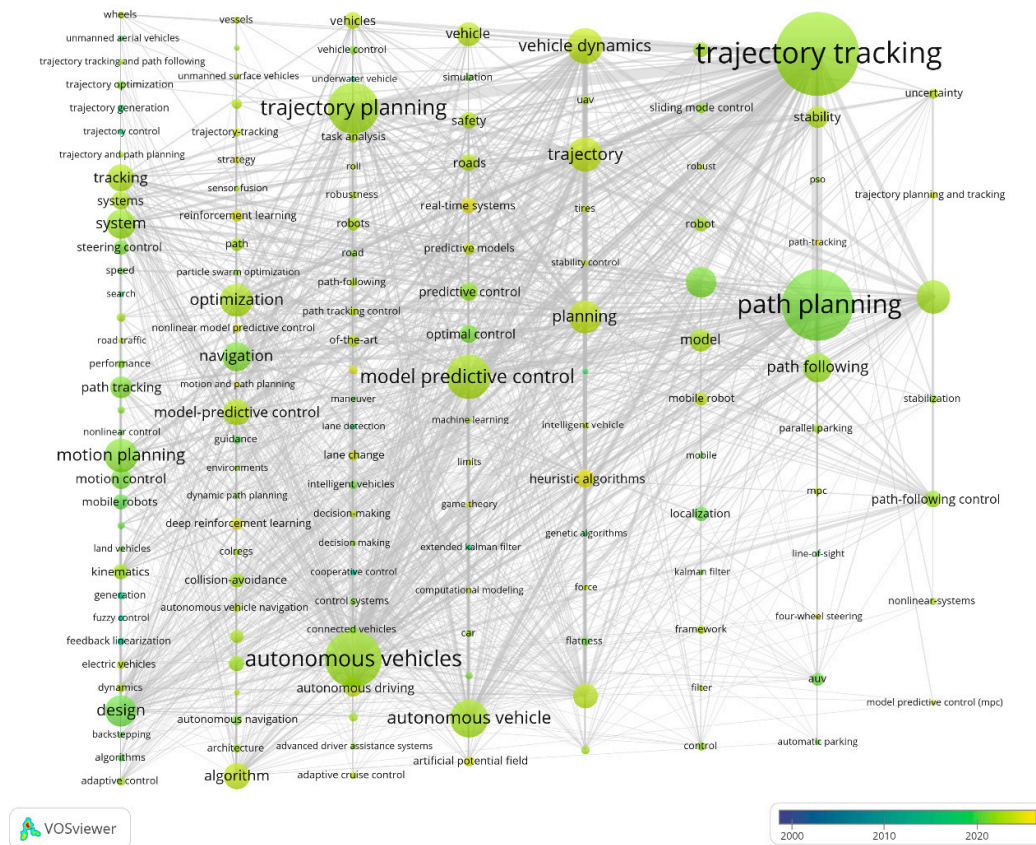 wheels
unmanned aerial vehicles
trajectory tracking and path following
trajectory optimization
trajectory generation
trajectory control
trajectory and path planning
tracking
systems
system
steering control
speed
search
road traffic
performance
path tracking
nonlinear control
motion planning
motion control
mobile robots
land vehicles
kinematics
generation
fuzzy control
feedback linearization
electric vehicles
dynamics
design
backstepping
algorithms
adaptive control
vessels
unmanned surface vehicles
trajectory-tracking
strategy
sensor fusion
reinforcement learning
path
particle swarm optimization
optimization
nonlinear model predictive control
navigation
motion and path planning
model-predictive control
guidance
environments
dynamic path planning
deep reinforcement learning
colregs
collision-avoidance
autonomous vehicle navigation
autonomous navigation
architecture
algorithm
vehicles
vehicle control
underwater vehicle
trajectory planning
task analysis
roll
robustness
robots
road
path-following
path tracking control
of-the-art
maneuver
lane detection
lane change
intelligent vehicles
decision-making
decision making
cooperative control
control systems
connected vehicles
autonomous vehicles
autonomous driving
advanced driver assistance systems
adaptive cruise control
vehicle
simulation
safety
roads
real-time systems
predictive models
predictive control
optimal control
model predictive control
machine learning
limits
game theory
extended kalman filter
computational modeling
car
autonomous vehicle
artificial potential field
vehicle dynamics
uav
trajectory
tires
stability control
planning
intelligent vehicle
heuristic algorithms
genetic algorithms
force
flatness
sliding mode control
robust
robot
model
mobile robot
mobile
localization
kalman filter
framework
filter
control
trajectory tracking
stability
pso
path-tracking
path planning
path following
parallel parking
mpc
line-of-sight
four-wheel steering
auv
automatic parking
uncertainty
trajectory planning and tracking
stabilization
path-following control
nonlinear-systems
model predictive control (mpc)
VOSviewer
2000 2010 2020